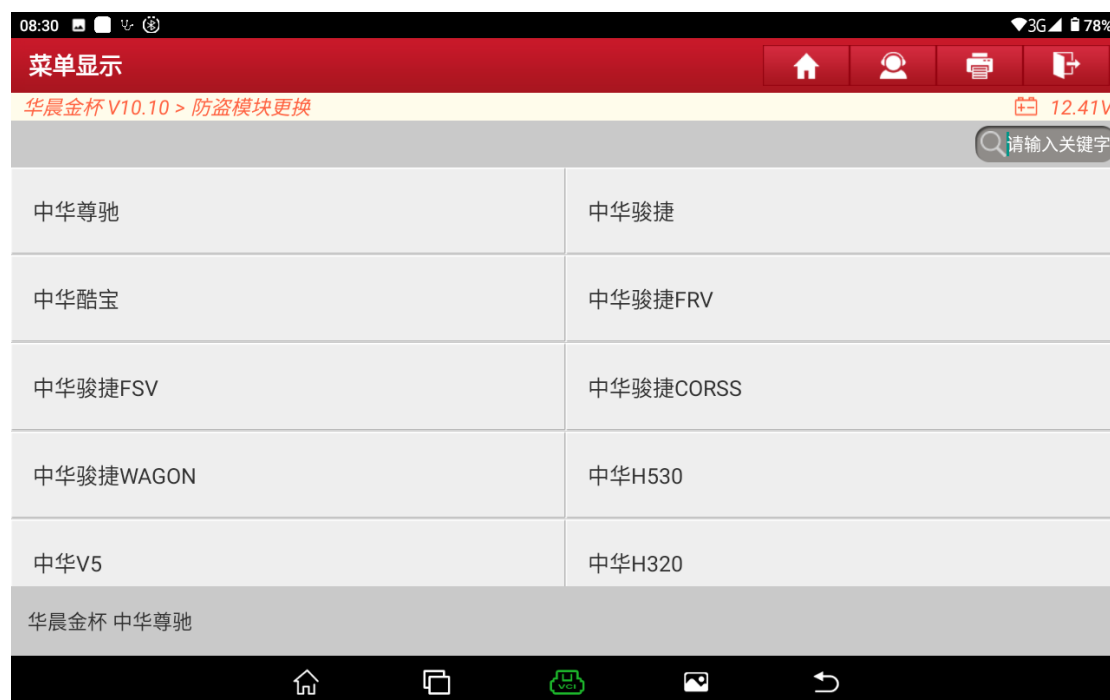 08:30 3G 78%
菜单显示
华晨金杯 V10.10 > 防盗模块更换 12.41V
请输入关键字
中华尊驰 中华骏捷
中华酷宝 中华骏捷FRV
中华骏捷FSV 中华骏捷CORSS
中华骏捷WAGON 中华H530
中华V5 中华H320
华晨金杯 中华尊驰
VCI